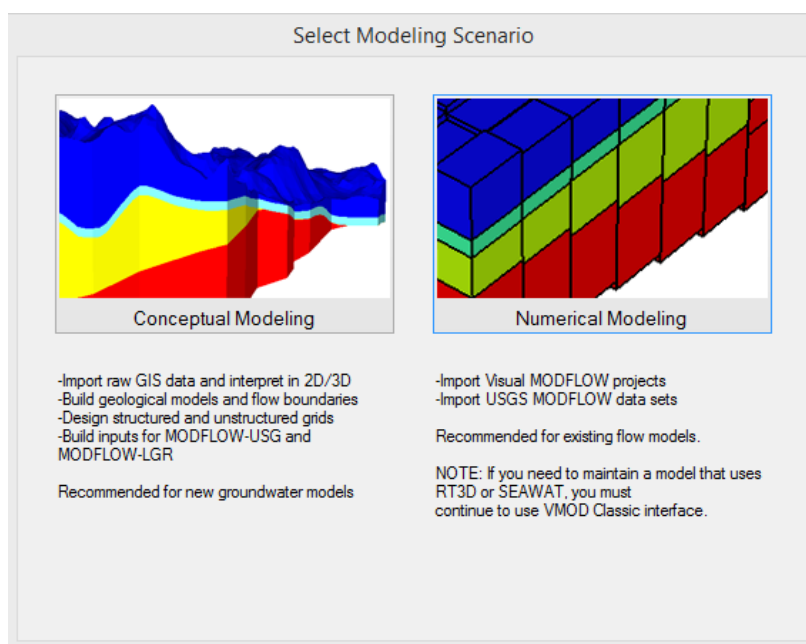 Select Modeling Scenario
Conceptual Modeling
-Import raw GIS data and interpret in 2D/3D
-Build geological models and flow boundaries
-Design structured and unstructured grids
-Build inputs for MODFLOW-USG and
MODFLOW-LGR
Recommended for new groundwater models
Numerical Modeling
-Import Visual MODFLOW projects
-Import USGS MODFLOW data sets
Recommended for existing flow models.
NOTE: If you need to maintain a model that uses
RT3D or SEAWAT, you must
continue to use VMOD Classic interface.